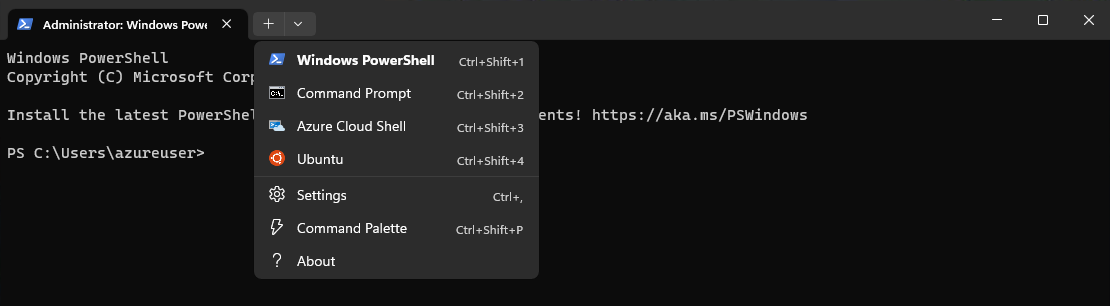 Administrator: Windows Powe
Windows PowerShell
Copyright (C) Microsoft Corp
Install the latest PowerShel ents! https://aka.ms/PSWindows
PS C:\Users\azureuser>
Windows PowerShell Ctrl+Shift+1
Command Prompt Ctrl+Shift+2
Azure Cloud Shell Ctrl+Shift+3
Ubuntu Ctrl+Shift+4
Settings Ctrl+,
Command Palette Ctrl+Shift+P
About